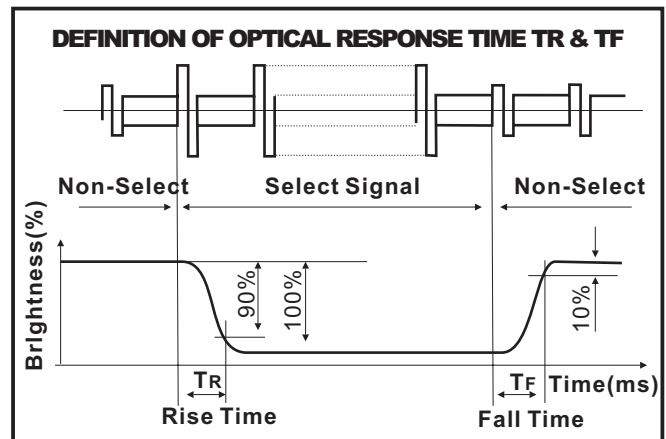 DEFINITION OF OPTICAL RESPONSE TIME TR & TF
Non-Select Select Signal Non-Select
Brightness(%)
90%
100%
10%
TR TF Time(ms)
Rise Time Fall Time